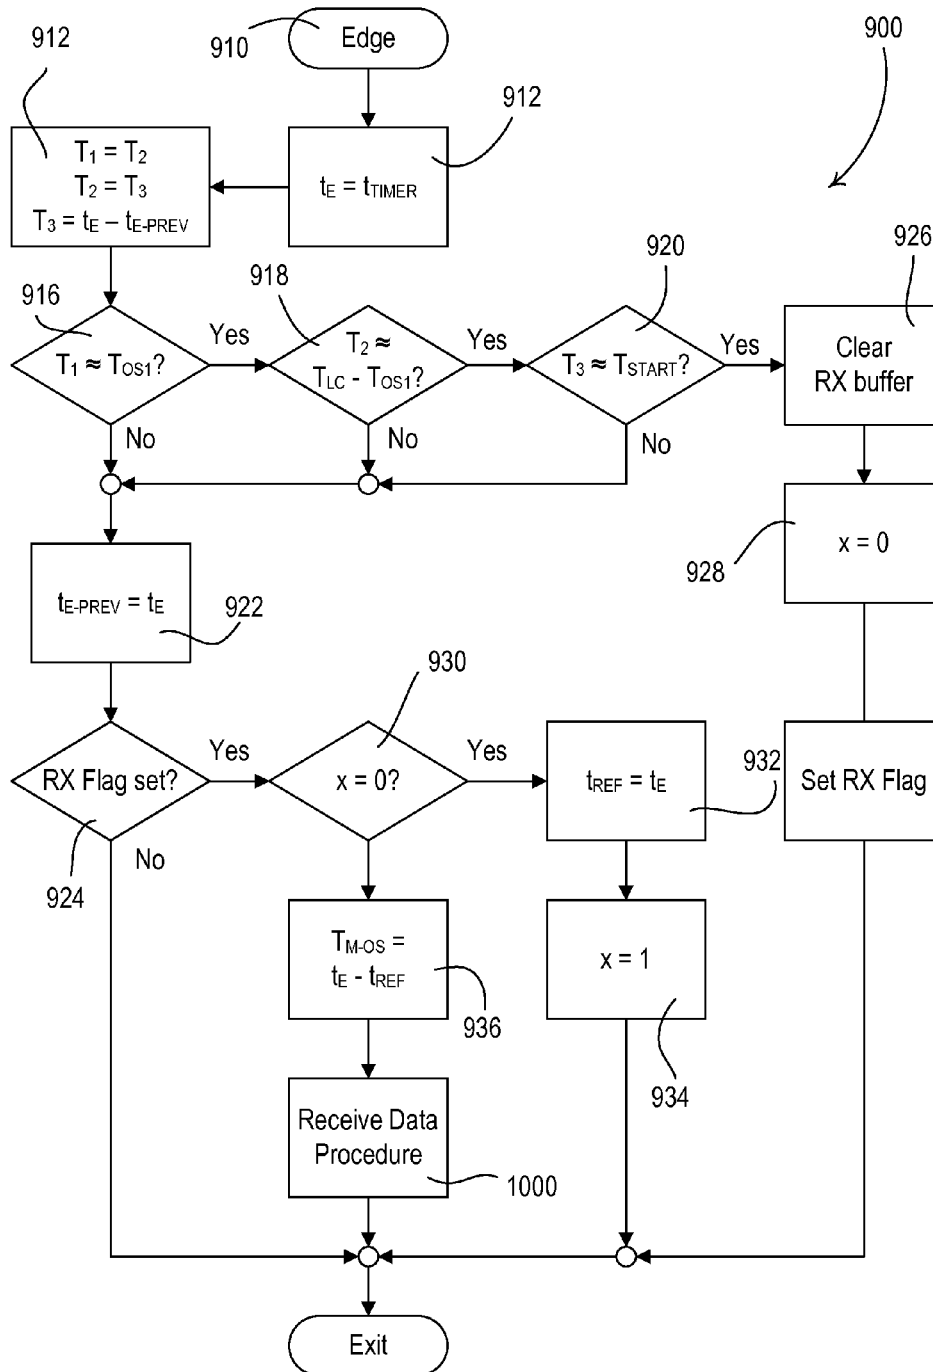 912
910
Edge
900
912
T₁ = T₂
T₂ = T₃
T₃ = tE – tE-PREV
tE = tTIMER
916
918
920
926
T₁ ≈ TOS1?
Yes
T₂ ≈
TLC - TOS1?
Yes
T₃ ≈ TSTART?
Yes
Clear
RX buffer
No
No
No
928
x = 0
tE-PREV = tE
922
930
RX Flag set?
Yes
x = 0?
Yes
tREF = tE
932
Set RX Flag
924
No
TM-OS =
tE - tREF
936
x = 1
934
Receive Data
Procedure
1000
Exit